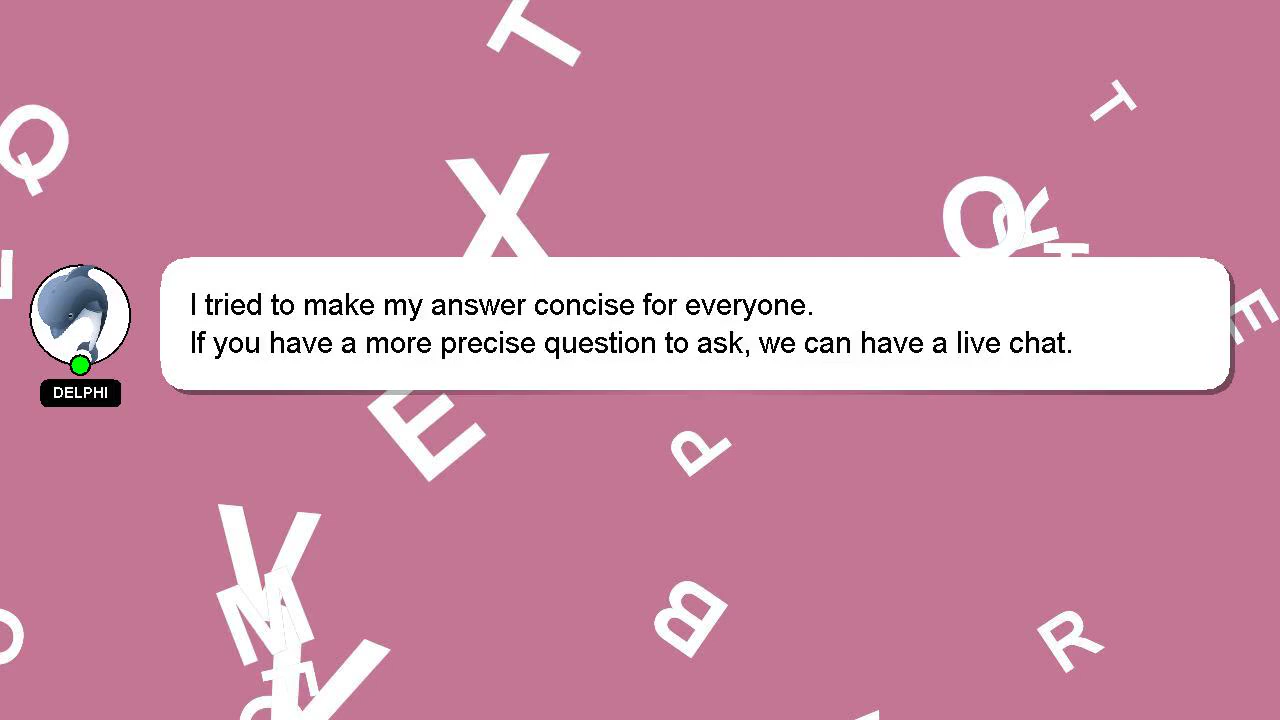 T
T
Q
X
Q
R
E
I tried to make my answer concise for everyone.
If you have a more precise question to ask, we can have a live chat.
DELPHI
E
P
V
M
B
R
V